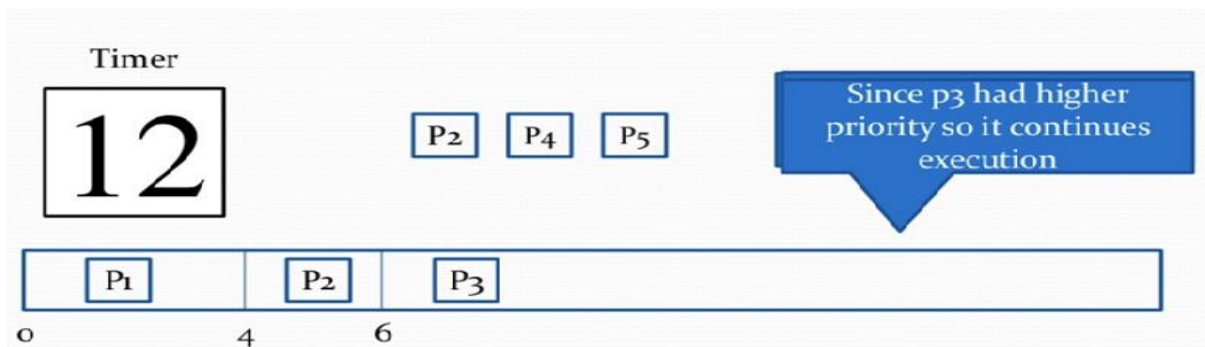 Timer
12
P2 P4 P5
Since p3 had higher
priority so it continues
execution
P1 P2 P3
0 4 6